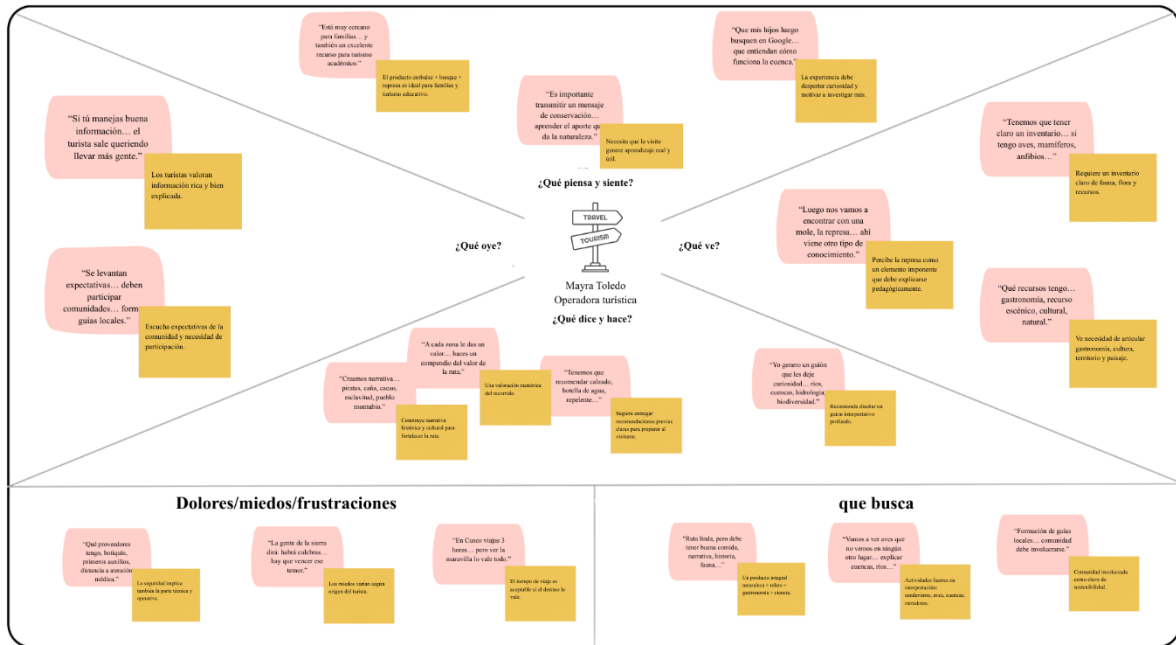 “Está muy cercano
para familias… y
también un excelente
recurso para turismo
académico.”
El producto embalse + bosque +
represa es ideal para familias y
turismo educativo.
“Que mis hijos luego
busquen en Google…
que entiendan cómo
funciona la cuenca.”
La experiencia debe
despertar curiosidad y
motivar a investigar más.
“Es importante
transmitir un mensaje
de conservación…
aprender el aporte que
da la naturaleza.”
Necesita que la visita
genere aprendizaje real y
útil.
¿Qué piensa y siente?
“Si tú manejas buena
información… el
turista sale queriendo
llevar más gente.”
Los turistas valoran
información rica y bien
explicada.
“Se levantan
expectativas… deben
participar
comunidades… formar
guías locales.”
Escucha expectativas de la
comunidad y necesidad de
participación.
¿Qué oye?
TRAVEL
TOURISM
Mayra Toledo
Operadora turística
¿Qué ve?
“Tenemos que tener
claro un inventario… si
tengo aves, mamíferos,
anfibios…”
Requiere un inventario
claro de fauna, flora y
recursos.
“Luego nos vamos a
encontrar con una
mole, la represa… ahí
viene otro tipo de
conocimiento.”
Percibe la represa como
un elemento imponente
que debe explicarse
pedagógicamente.
“Qué recursos tengo…
gastronomía, recurso
escénico, cultural,
natural.”
Ve necesidad de articular
gastronomía, cultura,
territorio y paisaje.
¿Qué dice y hace?
“Creamos narrativa…
piratas, caña, cacao,
esclavitud, pueblo
montubio.”
Construye narrativa
histórica y cultural para
fortalecer la ruta.
“A cada zona le das un
valor… haces un
compendio del valor de
la ruta.”
Usa valoración numérica
del recorrido.
“Tenemos que
recomendar calzado,
botella de agua,
repelente…”
Sugiere entregar
recomendaciones previas
claras para preparar al
visitante.
“Yo genero un guión
que les deje
curiosidad… ríos,
cuencas, hidrología,
biodiversidad.”
Recomienda diseñar un
guion interpretativo
profundo.
Dolores/miedos/frustraciones
“Qué proveedores
tengo, botiquín,
primeros auxilios,
distancia a atención
médica.”
La seguridad implica
también la parte técnica y
operativa.
“La gente de la sierra
dirá: habrá culebras…
hay que vencer ese
temor.”
Los miedos varían según
origen del turista.
“En Cusco viajas 3
horas… pero ver la
maravilla lo vale todo.”
El tiempo de viaje es
aceptable si el destino lo
vale.
que busca
“Ruta linda, pero debe
tener buena comida,
narrativa, historia,
fauna…”
Un producto integral
naturaleza + relato +
gastronomía + ciencia.
“Vamos a ver aves que
no vemos en ningún
otro lugar… explicar
cuencas, ríos…”
Actividades fuertes en
interpretación:
senderismo, aves, cuencas,
miradores.
“Formación de guías
locales… comunidad
debe involucrarse.”
Comunidad involucrada
como clave de
sostenibilidad.